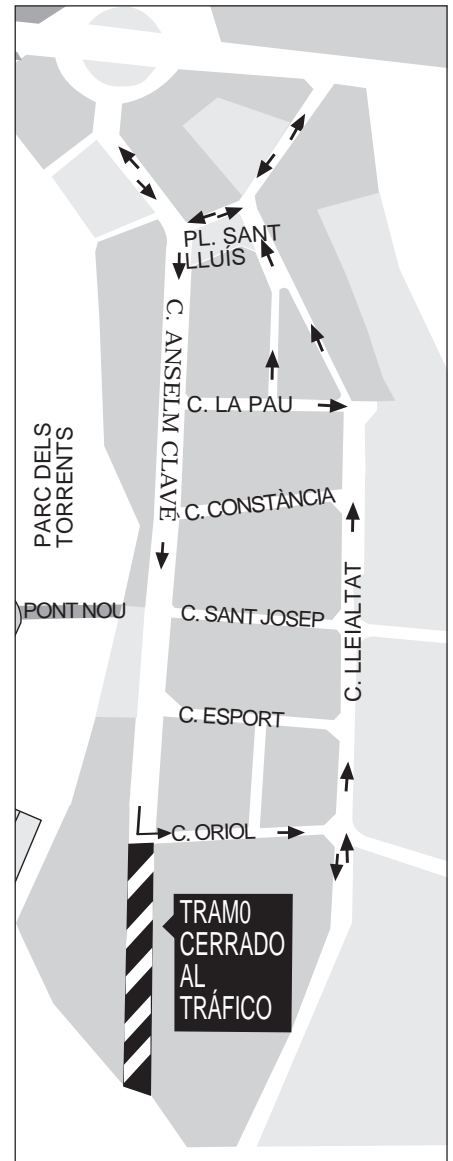 PL. SANT
LLUÍS
C. ANSELM CLAVE
C. LA PAU
PARC DELS
TORRENTS
C. CONSTÀNCIA
PONT NOU
C. SANT JOSEP
C. LLEIALTAT
C. ESPORT
C. ORIOL
TRAM0
CERRADO
AL
TRÁFICO